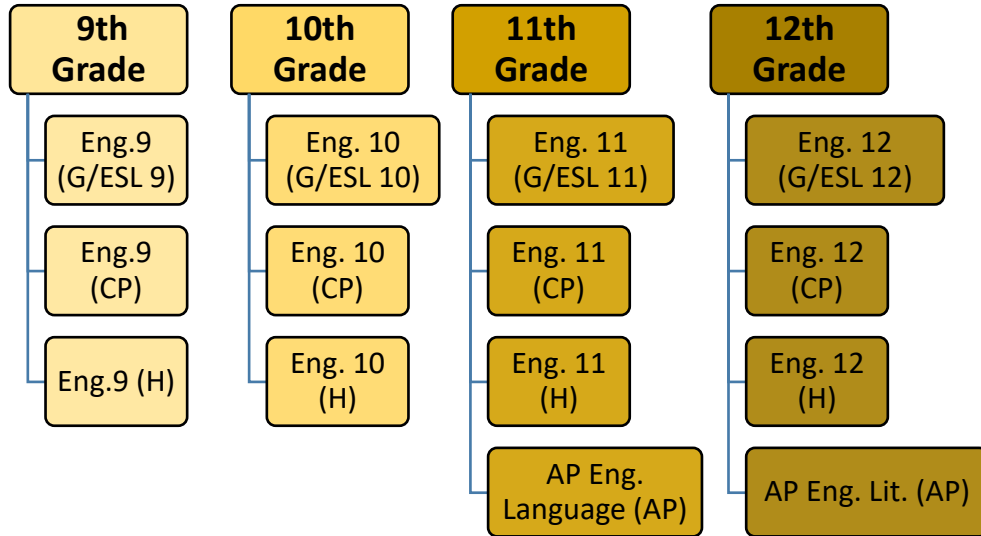 9th
Grade
Eng.9
(G/ESL 9)
Eng.9
(CP)
Eng.9 (H)
10th
Grade
Eng. 10
(G/ESL 10)
Eng. 10
(CP)
Eng. 10
(H)
11th
Grade
Eng. 11
(G/ESL 11)
Eng. 11
(CP)
Eng. 11
(H)
AP Eng.
Language (AP)
12th
Grade
Eng. 12
(G/ESL 12)
Eng. 12
(CP)
Eng. 12
(H)
AP Eng. Lit. (AP)